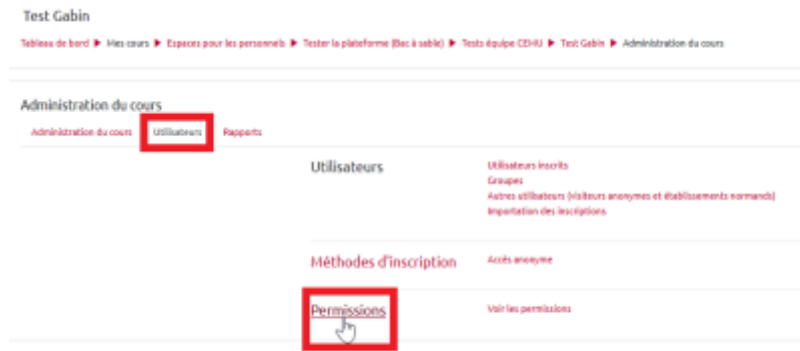 Test Gabin
Tableau de bord ▶ Mes cours ▶ Espaces pour les personnels ▶ Tester la plateforme (Bac à sable) ▶ Tests équipe CEHU ▶ Test Gabin ▶ Administration du cours
Administration du cours
Administration du cours Utilisateurs Rapports
Utilisateurs Utilisateurs inscrits
Groupes
Autres utilisateurs (visiteurs anonymes et établissements normands)
Importation des inscriptions
Méthodes d'inscription Accès anonyme
Permissions Voir les permissions